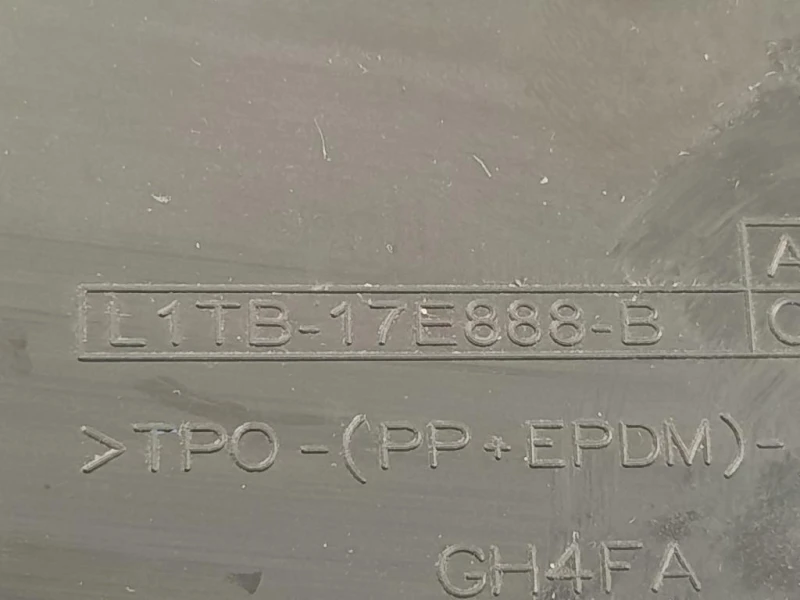 A
L1TB-17E888-B
>TPO-(PP+EPDM)-
GH4FA